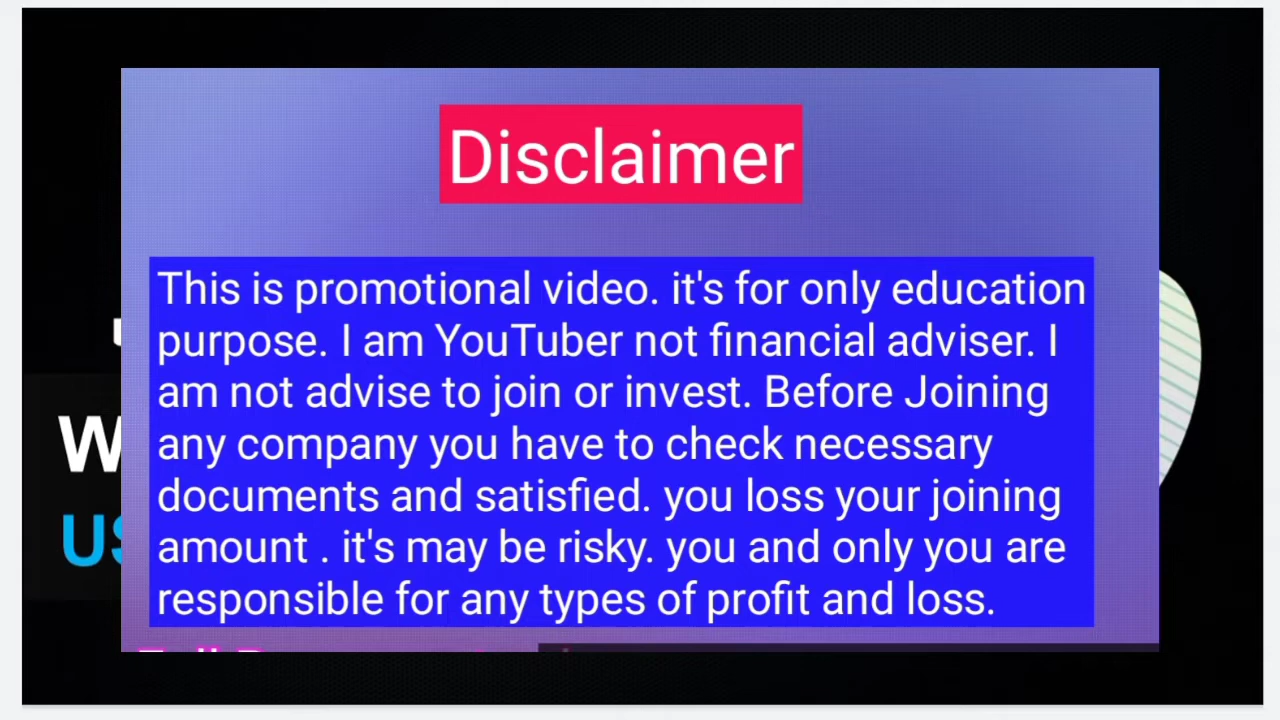 Disclaimer
This is promotional video. it's for only education
purpose. I am YouTuber not financial adviser. I
am not advise to join or invest. Before Joining
any company you have to check necessary
documents and satisfied. you loss your joining
amount . it's may be risky. you and only you are
responsible for any types of profit and loss.